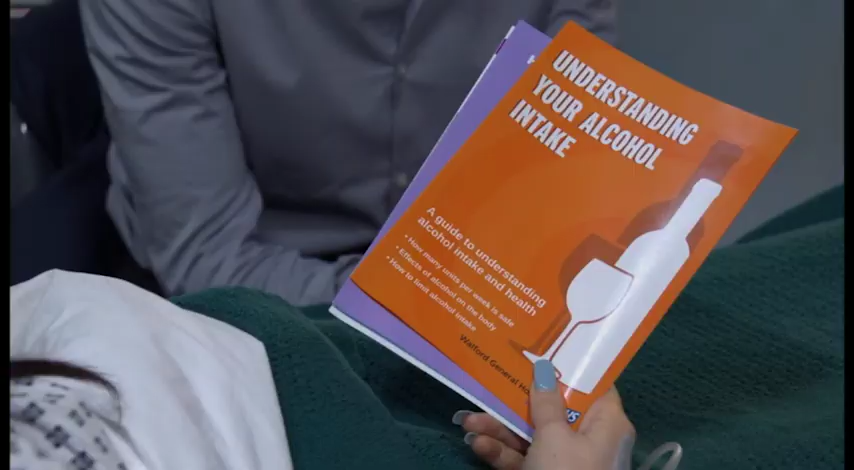 UNDERSTANDING
YOUR ALCOHOL
INTAKE
A guide to understanding
alcohol intake and health
• How many units per week is safe
• Effects of alcohol on the body
• How to limit alcohol intake
Walford General